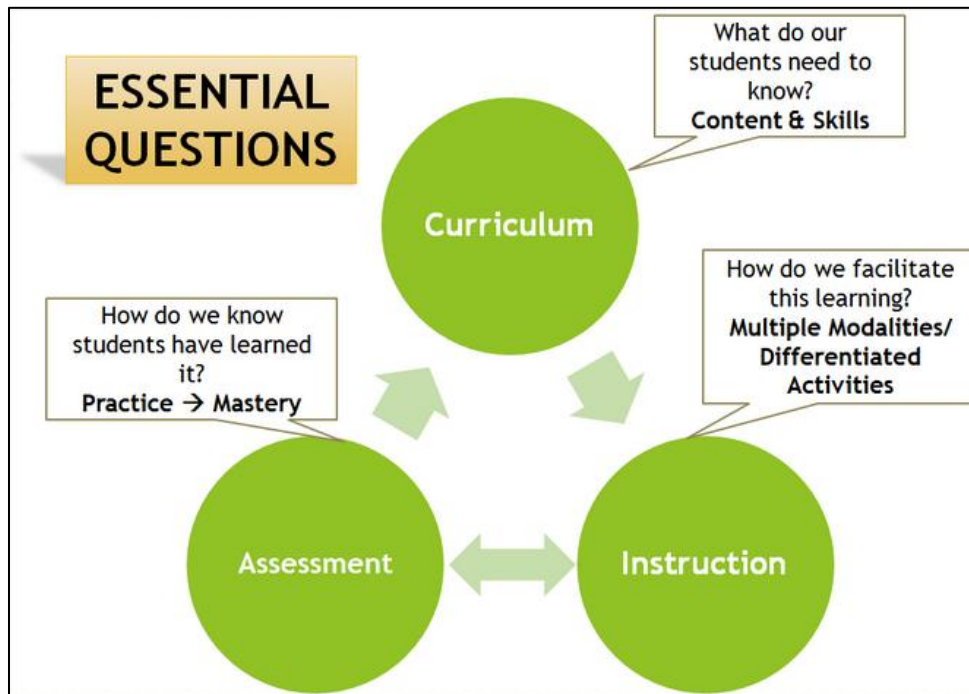 ESSENTIAL
QUESTIONS
What do our
students need to
know?
Content & Skills
Curriculum
How do we facilitate
this learning?
Multiple Modalities/
Differentiated
Activities
How do we know
students have learned
it?
Practice → Mastery
Assessment
Instruction